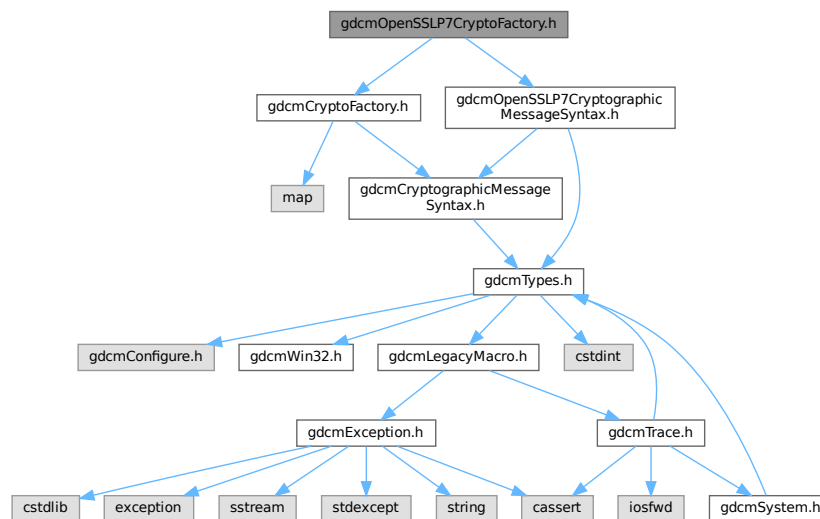 gdcmOpenSSLP7CryptoFactory.h
gdcmCryptoFactory.h
gdcmOpenSSLP7Cryptographic
MessageSyntax.h
map
gdcmCryptographicMessage
Syntax.h
gdcmTypes.h
gdcmConfigure.h
gdcmWin32.h
gdcmLegacyMacro.h
cstdint
gdcmException.h
gdcmTrace.h
cstdlib
exception
sstream
stdexcept
string
cassert
iosfwd
gdcmSystem.h